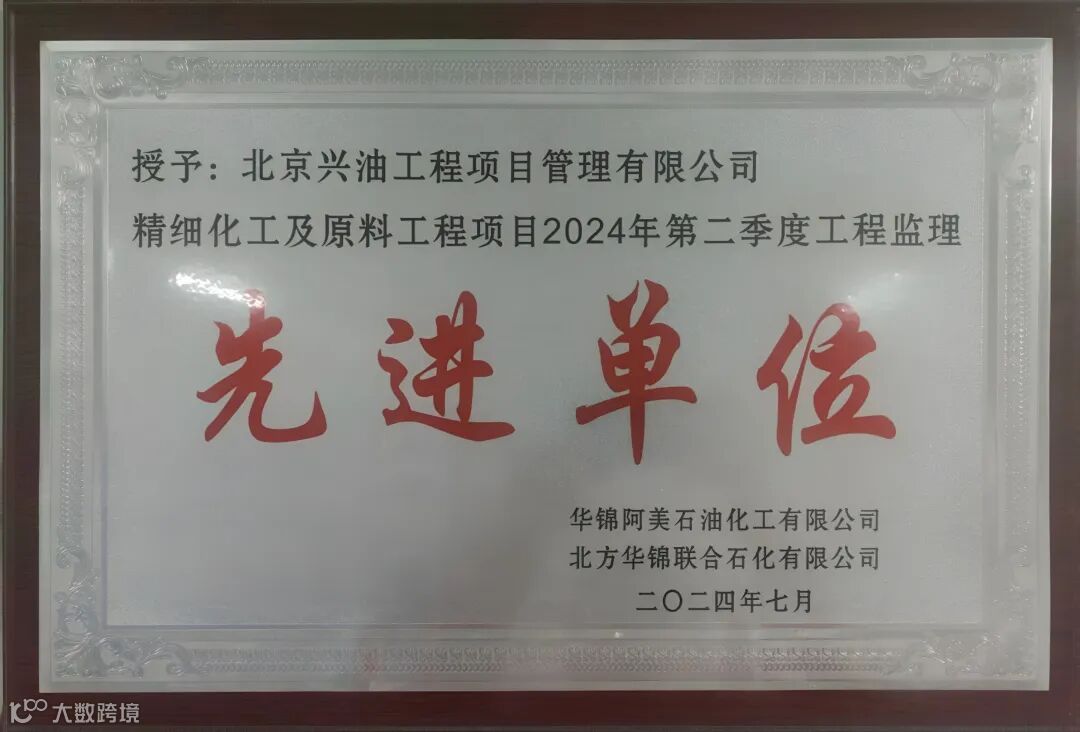 授予：北京兴油工程项目管理有限公司
精细化工及原料工程项目2024年第二季度工程监理
先进单位
华锦阿美石油化工有限公司
北方华锦联合石化有限公司
二〇二四年七月
大数跨境